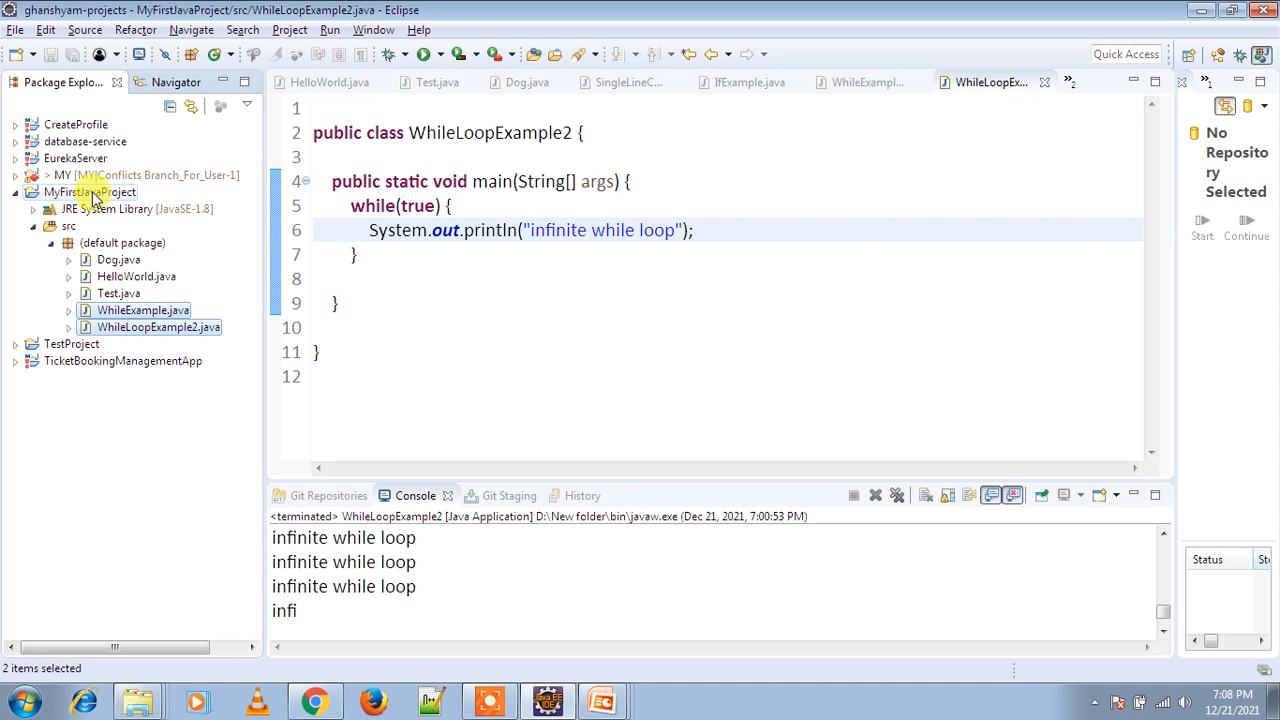 ghanshyam-projects - MyFirstJavaProject/src/WhileLoopExample2.java - Eclipse
File Edit Source Refactor Navigate Search Project Run Window Help
Quick Access
Package Explo... Navigator
HelloWorld.java Test.java Dog.java SingleLineC... IfExample.java WhileExampl... WhileLoopEx... »2 »1
CreateProfile
database-service
EurekaServer
> MY [MY|Conflicts Branch_For_User-1]
MyFirstJavaProject
JRE System Library [JavaSE-1.8]
src
(default package)
Dog.java
HelloWorld.java
Test.java
WhileExample.java
WhileLoopExample2.java
TestProject
TicketBookingManagementApp
1
2 public class WhileLoopExample2 {
3
4 public static void main(String[] args) {
5 while(true) {
6 System.out.println("infinite while loop");
7 }
8
9 }
10
11 }
12
No
Reposito
ry
Selected
Start Continue
Git Repositories Console Git Staging History
<terminated> WhileLoopExample2 [Java Application] D:\New folder\bin\javaw.exe (Dec 21, 2021, 7:00:53 PM)
infinite while loop
infinite while loop
infinite while loop
infi
Status
2 items selected
7:08 PM
12/21/2021